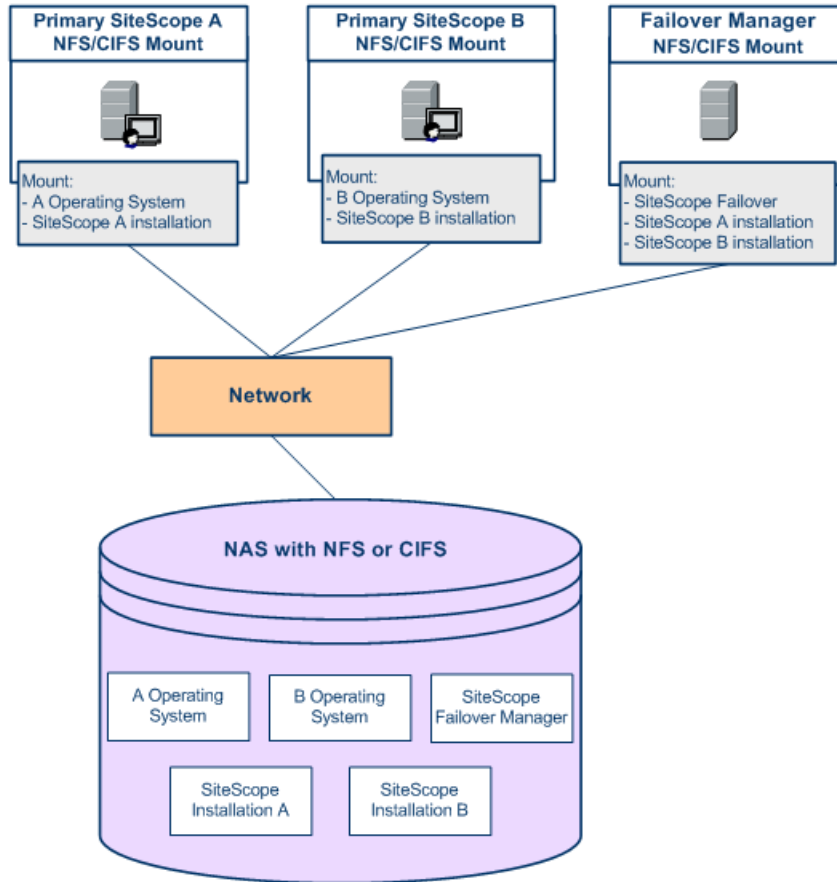 Primary SiteScope A
NFS/CIFS Mount
Primary SiteScope B
NFS/CIFS Mount
Failover Manager
NFS/CIFS Mount
Mount:
- A Operating System
- SiteScope A installation
Mount:
- B Operating System
- SiteScope B installation
Mount:
- SiteScope Failover
- SiteScope A installation
- SiteScope B installation
Network
NAS with NFS or CIFS
A Operating
System
B Operating
System
SiteScope
Failover Manager
SiteScope
Installation A
SiteScope
Installation B